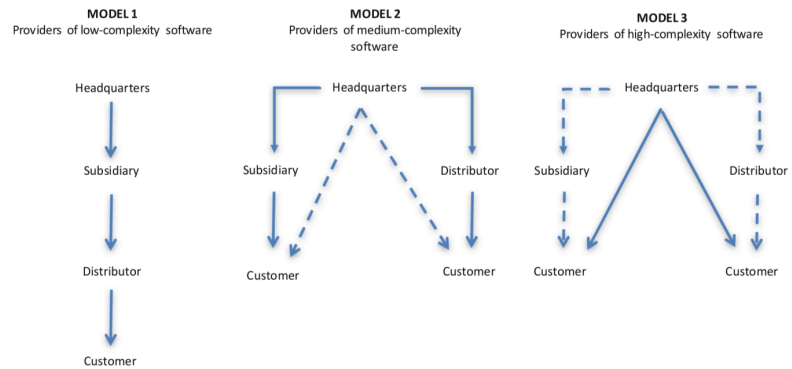 MODEL 1
Providers of low-complexity software
Headquarters
Subsidiary
Distributor
Customer
MODEL 2
Providers of medium-complexity
software
Headquarters
Subsidiary
Distributor
Customer
Customer
MODEL 3
Providers of high-complexity software
Headquarters
Subsidiary
Distributor
Customer
Customer